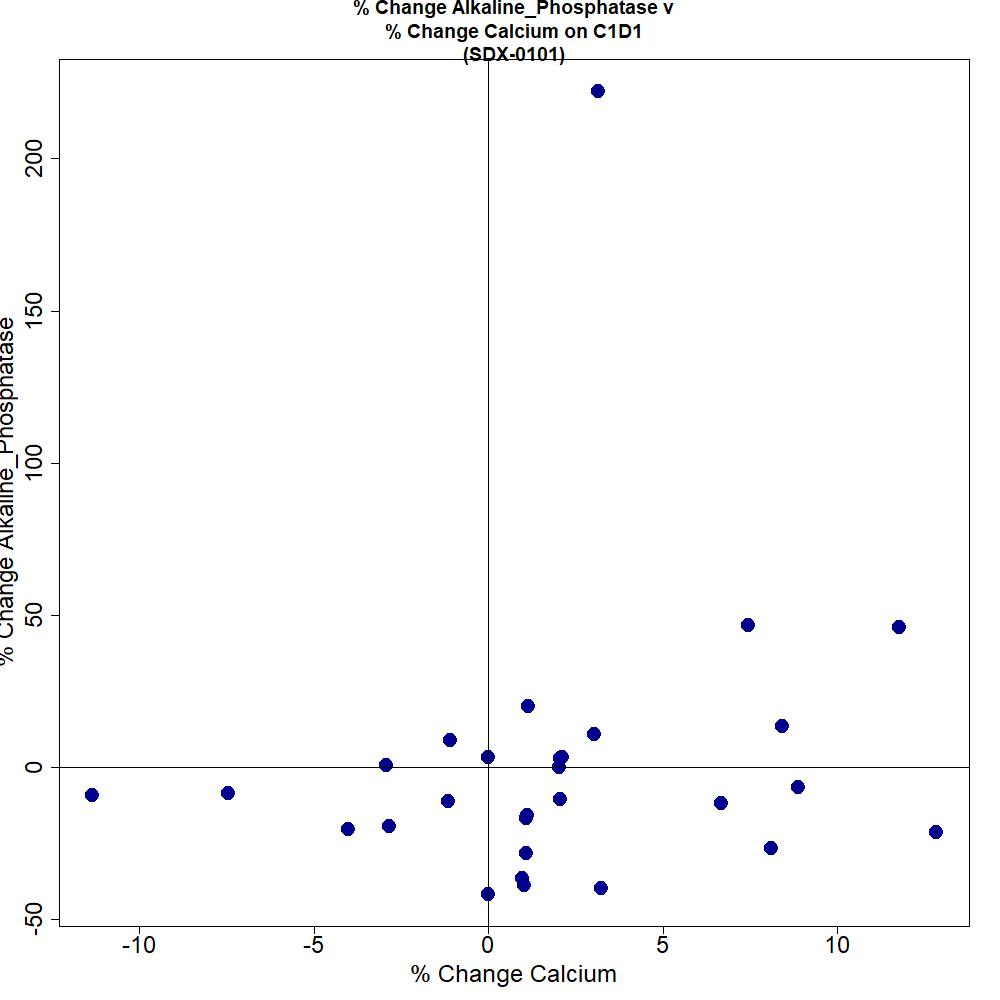 % Change Alkaline_Phosphatase v
% Change Calcium on C1D1
(SDX-0101)
% Change Alkaline_Phosphatase
200
150
100
50
0
-50
-10
-5
0
5
10
% Change Calcium